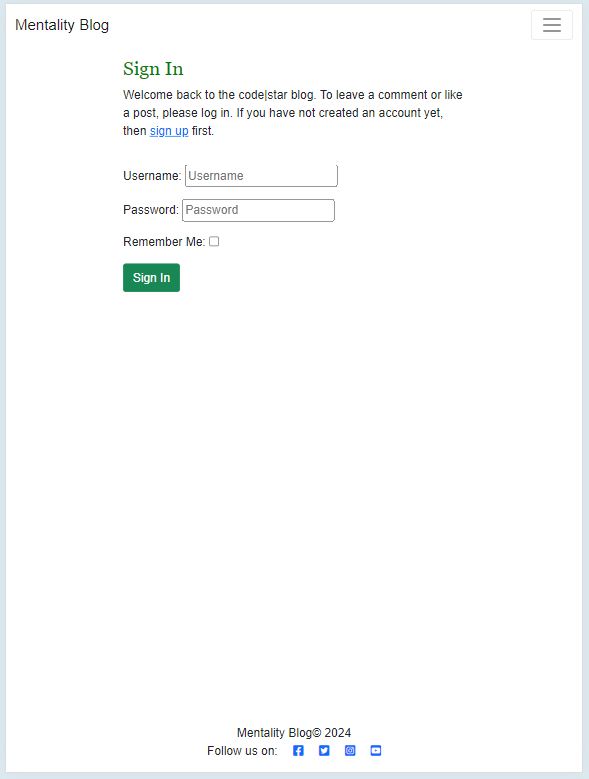 Mentality Blog
Sign In
Welcome back to the code|star blog. To leave a comment or like
a post, please log in. If you have not created an account yet,
then sign up first.
Username: Username
Password: Password
Remember Me:
Sign In
Mentality Blog© 2024
Follow us on: